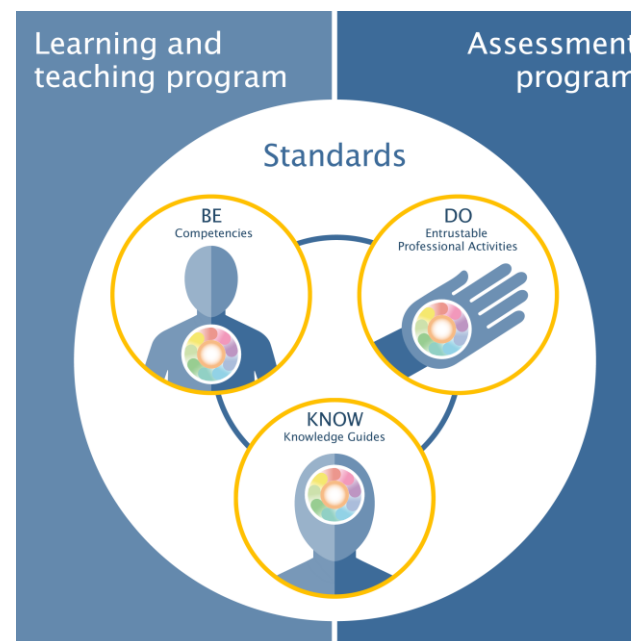 Learning and
teaching program
Assessment
program
Standards
BE
Competencies
DO
Entrustable
Professional Activities
KNOW
Knowledge Guides